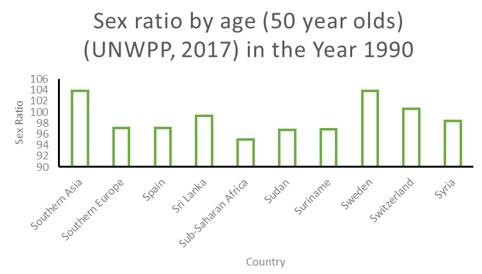 Sex ratio by age (50 year olds)
(UNWPP, 2017) in the Year 1990
Sex Ratio
106
104
102
100
98
96
94
92
90
Southern Asia
Southern Europe
Spain
Sri Lanka
Sub-Saharan Africa
Sudan
Suriname
Sweden
Switzerland
Syria
Country